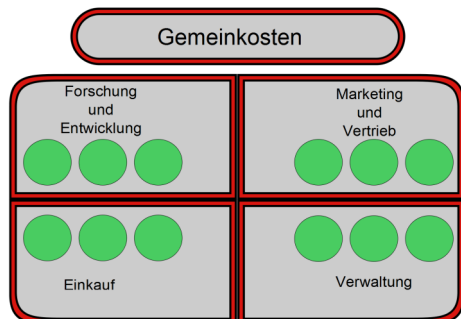 Gemeinkosten
Forschung
und
Entwicklung
Marketing
und
Vertrieb
Einkauf
Verwaltung